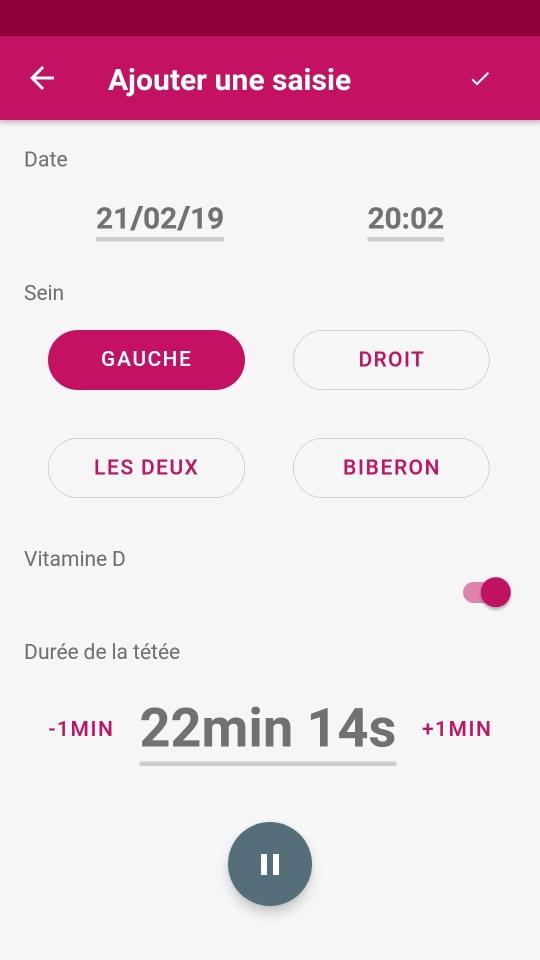 Ajouter une saisie
Date
21/02/19 20:02
Sein
GAUCHE DROIT
LES DEUX BIBERON
Vitamine D
Durée de la tétée
-1MIN 22min 14s +1MIN